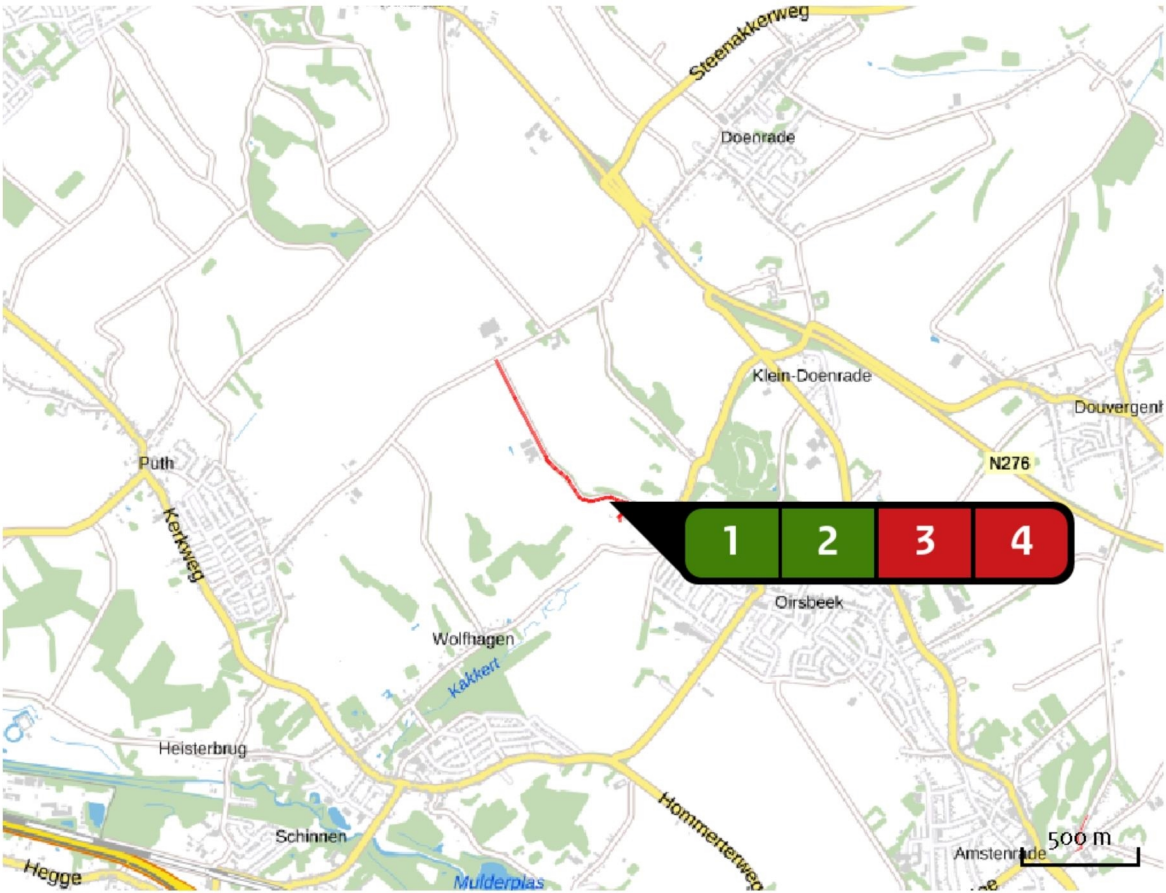 Steenakkerweg
Doenrade
Klein-Doenrade
Douvergenh
Puth
N276
Kerkweg
1 2 3 4
Oirsbeek
Wolfhagen
Kakkert
Heisterbrug
Hommerterweg
Schinnen
500 m
Amstenrade
Hegge
Mulderplas